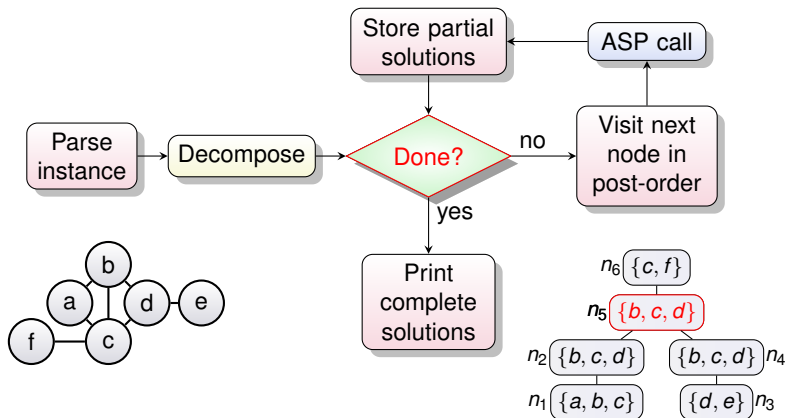 Store partial
solutions
ASP call
Parse
instance
Decompose
Done?
no
Visit next
node in
post-order
yes
Print
complete
solutions
b
a
d
e
f
c
n6 {c, f}
n5 {b, c, d}
n2 {b, c, d} {b, c, d} n4
n1 {a, b, c} {d, e} n3